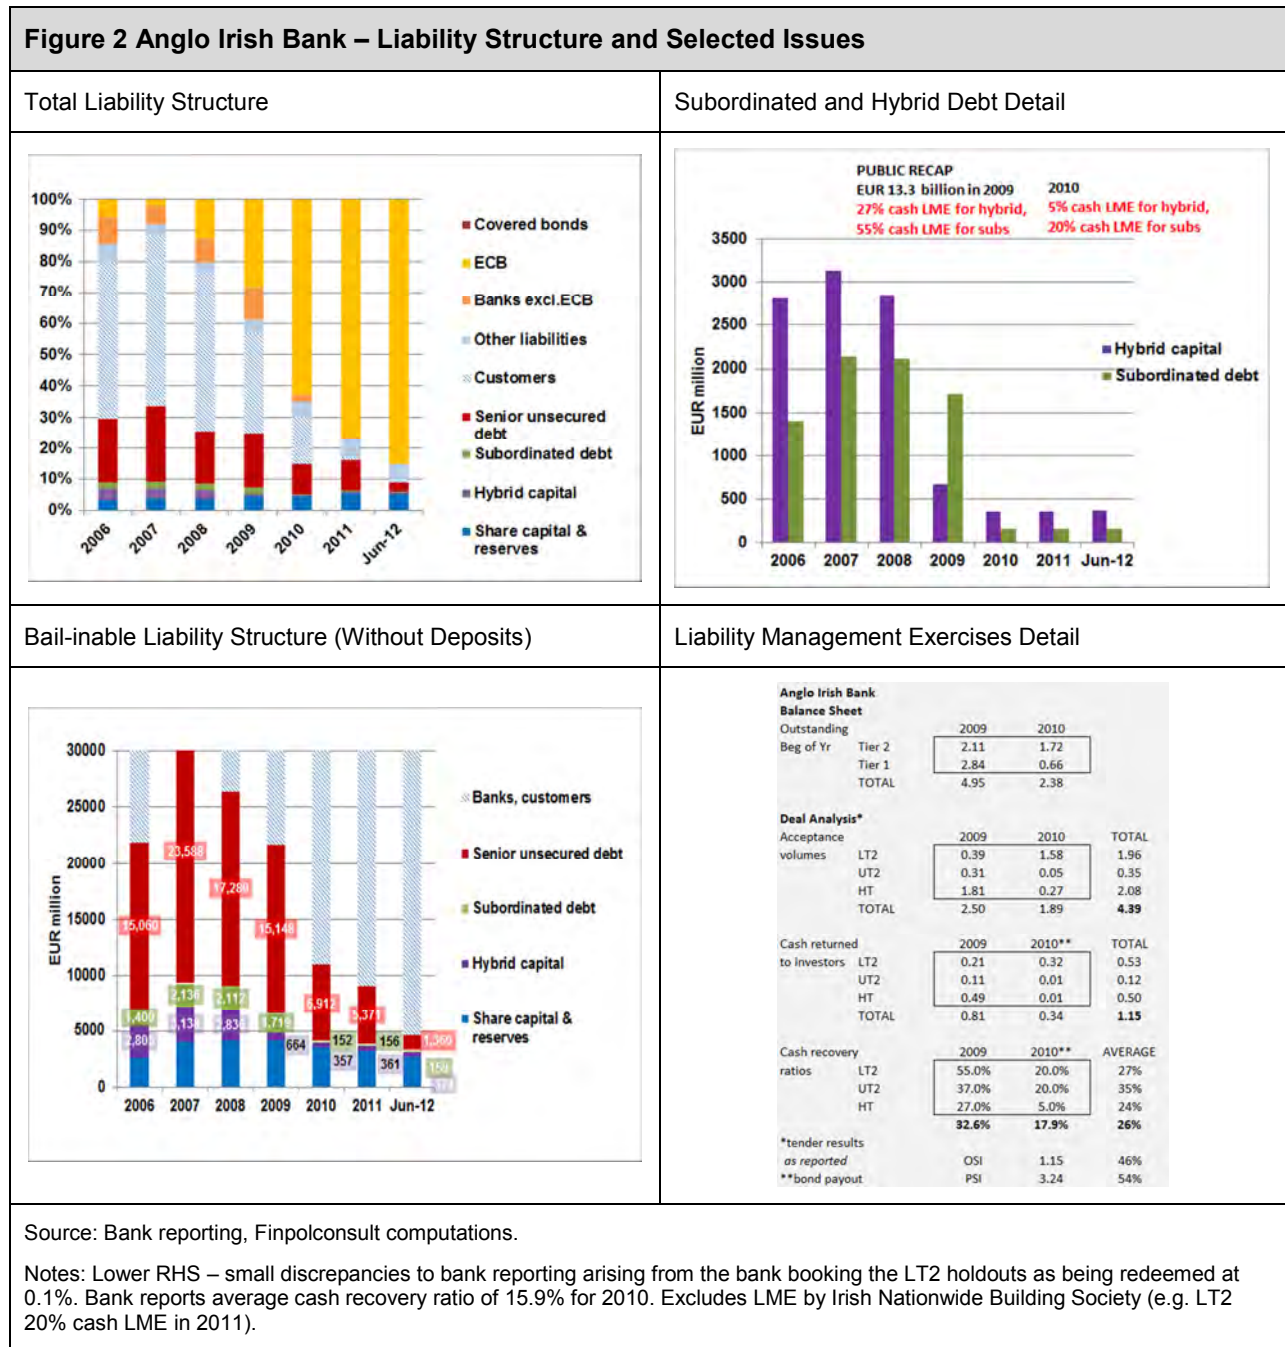 Figure 2 Anglo Irish Bank – Liability Structure and Selected Issues
Total Liability Structure
Subordinated and Hybrid Debt Detail
100%
90%
80%
70%
60%
50%
40%
30%
20%
10%
0%
2006
2007
2008
2009
2010
2011
Jun-12
Covered bonds
ECB
Banks excl.ECB
Other liabilities
Customers
Senior unsecured
debt
Subordinated debt
Hybrid capital
Share capital &
reserves
PUBLIC RECAP
EUR 13.3 billion in 2009
27% cash LME for hybrid,
55% cash LME for subs
2010
5% cash LME for hybrid,
20% cash LME for subs
EUR million
3500
3000
2500
2000
1500
1000
500
0
2006 2007 2008 2009 2010 2011 Jun-12
Hybrid capital
Subordinated debt
Bail-inable Liability Structure (Without Deposits)
Liability Management Exercises Detail
EUR million
30000
25000
20000
15000
10000
5000
0
15,060
23,588
17,280
15,148
6,912
5,371
1,360
1,400
2,136
2,112
1,719
152
156
664
357
361
2006 2007 2008 2009 2010 2011 Jun-12
Banks, customers
Senior unsecured debt
Subordinated debt
Hybrid capital
Share capital &
reserves
Anglo Irish Bank
Balance Sheet
Outstanding 2009 2010
Beg of Yr Tier 2 2.11 1.72
Tier 1 2.84 0.66
TOTAL 4.95 2.38
Deal Analysis*
Acceptance 2009 2010 TOTAL
volumes LT2 0.39 1.58 1.96
UT2 0.31 0.05 0.35
HT 1.81 0.27 2.08
TOTAL 2.50 1.89 4.39
Cash returned 2009 2010** TOTAL
to Investors LT2 0.21 0.32 0.53
UT2 0.11 0.01 0.12
HT 0.49 0.01 0.50
TOTAL 0.81 0.34 1.15
Cash recovery 2009 2010** AVERAGE
ratios LT2 55.0% 20.0% 27%
UT2 37.0% 20.0% 35%
HT 27.0% 5.0% 24%
32.6% 17.9% 26%
*tender results
as reported OSI 1.15 46%
**bond payout PSI 3.24 54%
Source: Bank reporting, Finpolconsult computations.
Notes: Lower RHS – small discrepancies to bank reporting arising from the bank booking the LT2 holdouts as being redeemed at
0.1%. Bank reports average cash recovery ratio of 15.9% for 2010. Excludes LME by Irish Nationwide Building Society (e.g. LT2
20% cash LME in 2011).